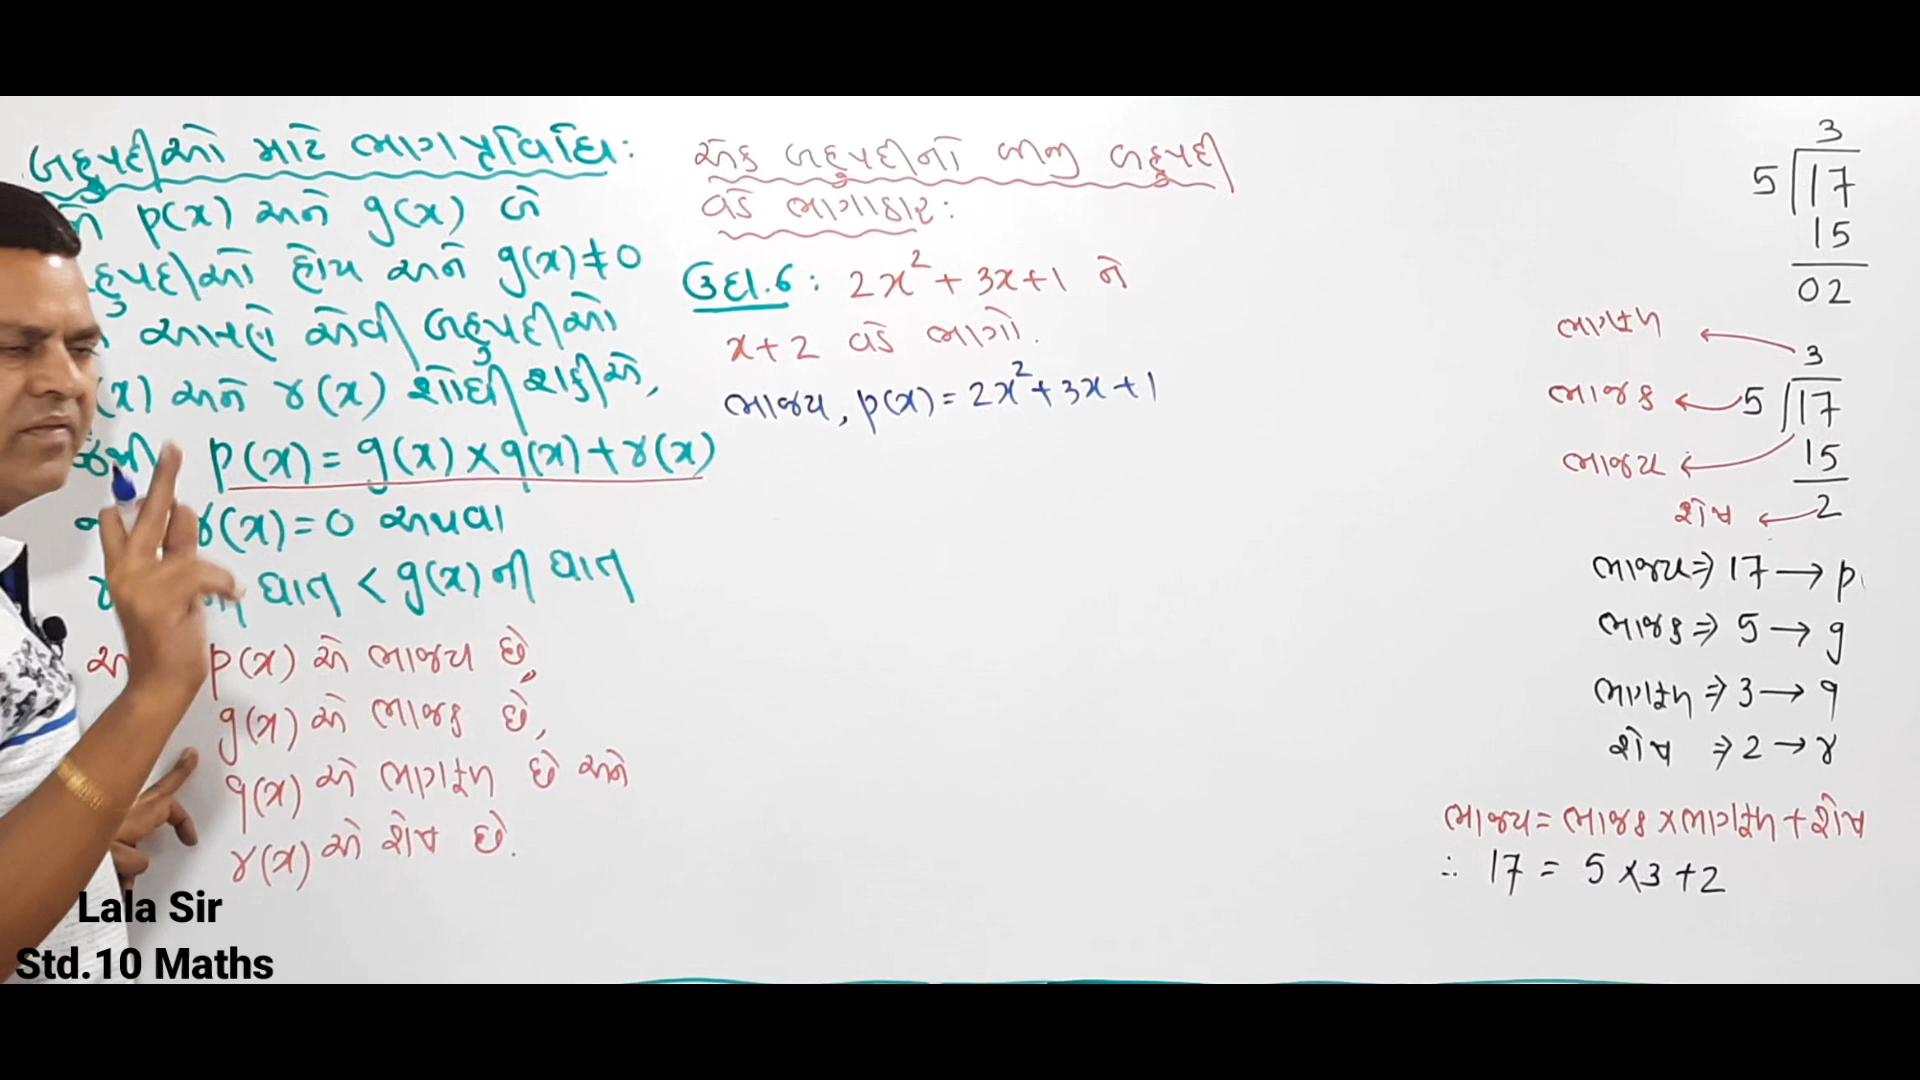 બહુપદીઓ માટે ભાગપ્રવિધિ:
p(x) અને g(x) બે
બહુપદીઓ હોય અને g(x)≠0
આપણે એવી બહુપદીઓ
(x) અને r(x) શોધી શકીએ,
જેથી p(x) = g(x) × q(x) + r(x)
r(x) = 0 અથવા
ઘાત < g(x) ની ઘાત
p(x) એ ભાજ્ય છે,
g(x) એ ભાજક છે,
q(x) એ ભાગફળ છે અને
r(x) એ શેષ છે.
Lala Sir
Std.10 Maths
એક બહુપદીનો બીજી બહુપદી
વડે ભાગાકાર:
ઉદા.6: 2x² + 3x + 1 ને
x + 2 વડે ભાગો.
ભાજ્ય, p(x) = 2x² + 3x + 1
3
5 17
15
02
ભાગફળ 3
ભાજક 5 17
ભાજ્ય 15
શેષ 2
ભાજ્ય ⇒ 17 → p
ભાજક ⇒ 5 → g
ભાગફળ ⇒ 3 → q
શેષ ⇒ 2 → r
ભાજ્ય = ભાજક × ભાગફળ + શેષ
∴ 17 = 5 × 3 + 2